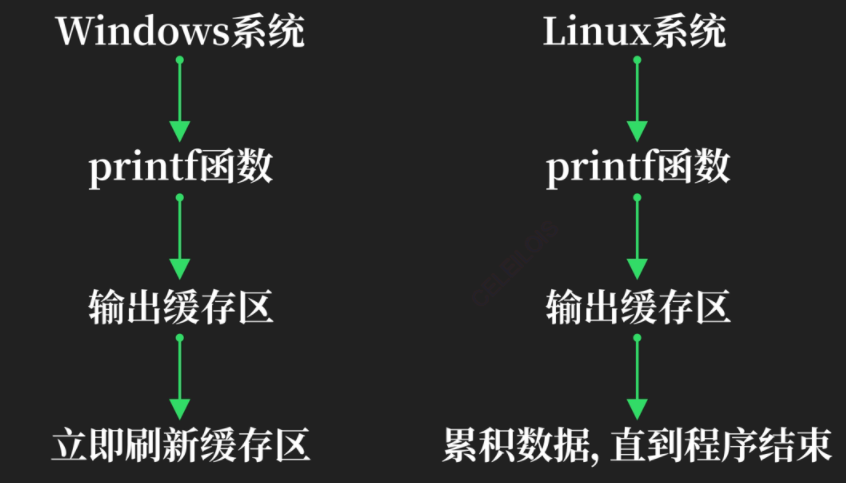 Windows系统
printf函数
输出缓存区
立即刷新缓存区
Linux系统
printf函数
输出缓存区
累积数据, 直到程序结束